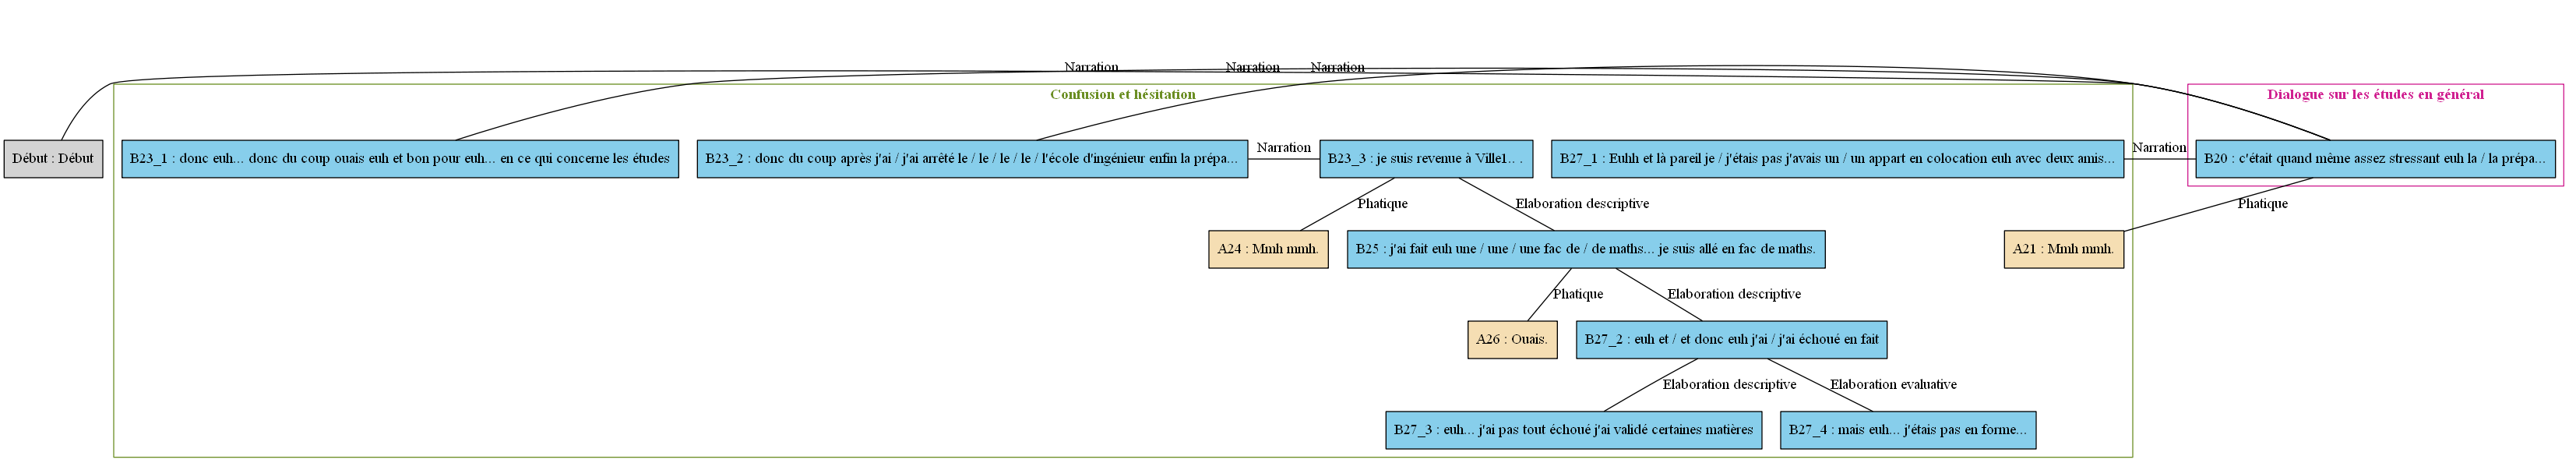 Narration
Narration
Narration
Confusion et hésitation
Dialogue sur les études en général
Début : Début
B23_1 : donc euh... donc du coup ouais euh et bon pour euh... en ce qui concerne les études
B23_2 : donc du coup après j'ai / j'ai arrêté le / le / le / le / l'école d'ingénieur enfin la prépa...
Narration
B23_3 : je suis revenue à Ville1.. .
B27_1 : Euhh et là pareil je / j'étais pas j'avais un / un appart en colocation euh avec deux amis...
Narration
B20 : c'était quand même assez stressant euh la / la prépa...
Phatique
Elaboration descriptive
Phatique
A24 : Mmh mmh.
B25 : j'ai fait euh une / une / une fac de / de maths... je suis allé en fac de maths.
A21 : Mmh mmh.
Phatique
Elaboration descriptive
A26 : Ouais.
B27_2 : euh et / et donc euh j'ai / j'ai échoué en fait
Elaboration descriptive
Elaboration evaluative
B27_3 : euh... j'ai pas tout échoué j'ai validé certaines matières
B27_4 : mais euh... j'étais pas en forme...